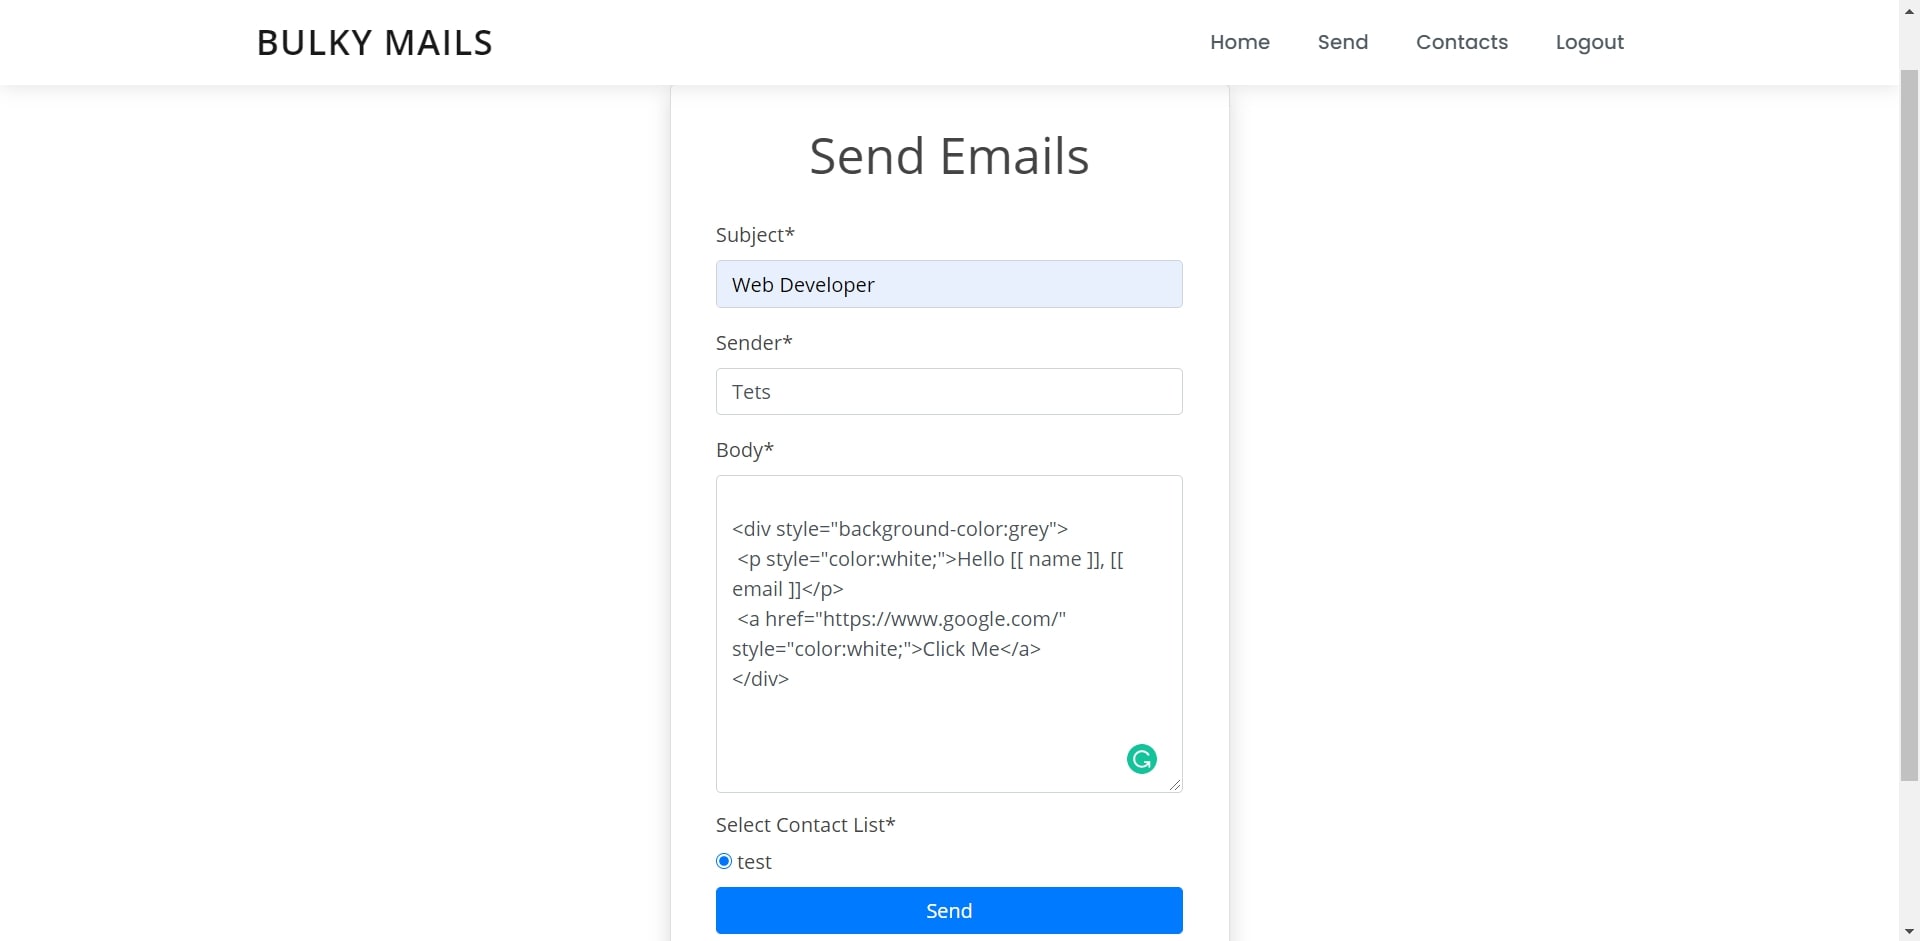 BULKY MAILS
Home Send Contacts Logout
Send Emails
Subject*
Web Developer
Sender*
Tets
Body*
<div style="background-color:grey">
<p style="color:white;">Hello [[ name ]], [[
email ]]</p>
<a href="https://www.google.com/"
style="color:white;">Click Me</a>
</div>
Select Contact List*
test
Send